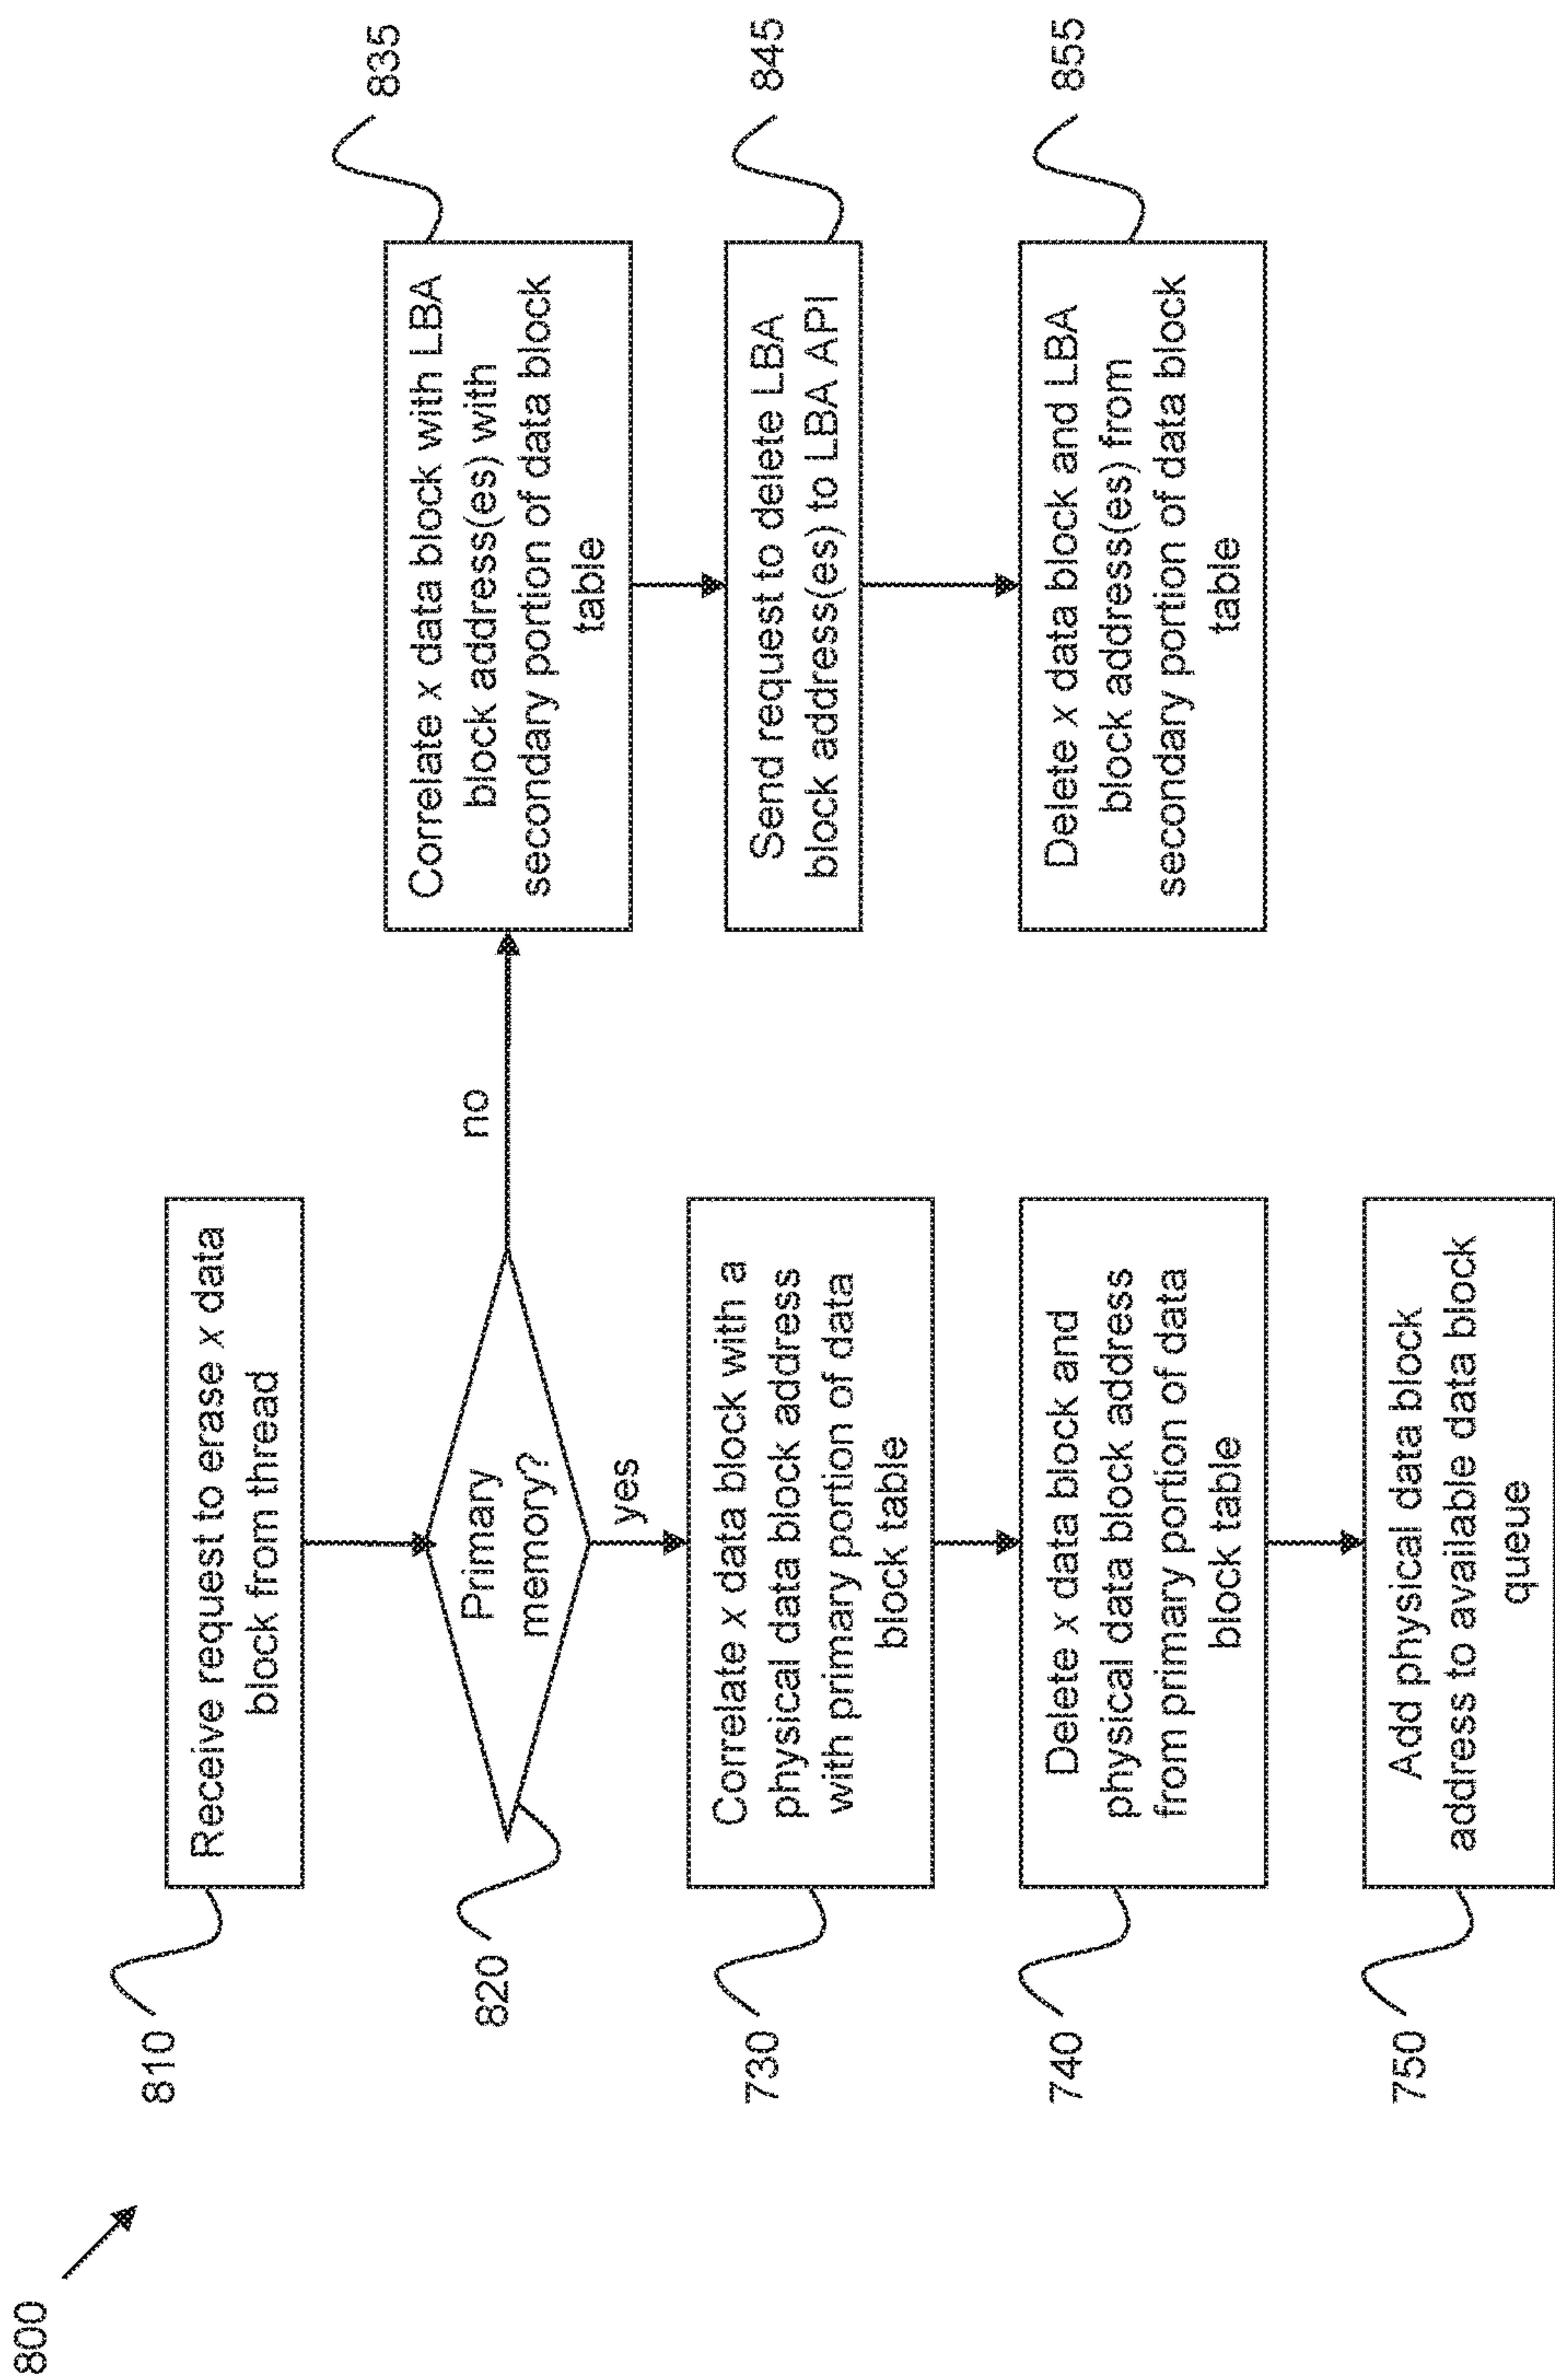 800
810
Receive request to erase x data
block from thread
820
Primary
memory?
no
yes
835
Correlate x data block with LBA
block address(es) with
secondary portion of data block
table
845
Send request to delete LBA
block address(es) to LBA API
855
Delete x data block and LBA
block address(es) from
secondary portion of data block
table
730
Correlate x data block with a
physical data block address
with primary portion of data
block table
740
Delete x data block and
physical data block address
from primary portion of data
block table
750
Add physical data block
address to available data block
queue